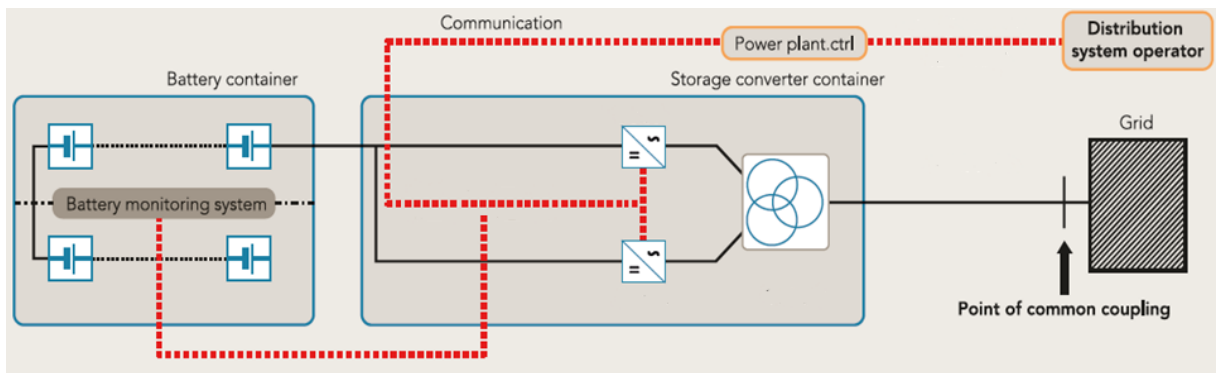 Communication
Power plant.ctrl
Distribution
system operator
Battery container
Storage converter container
Grid
Battery monitoring system
Point of common coupling